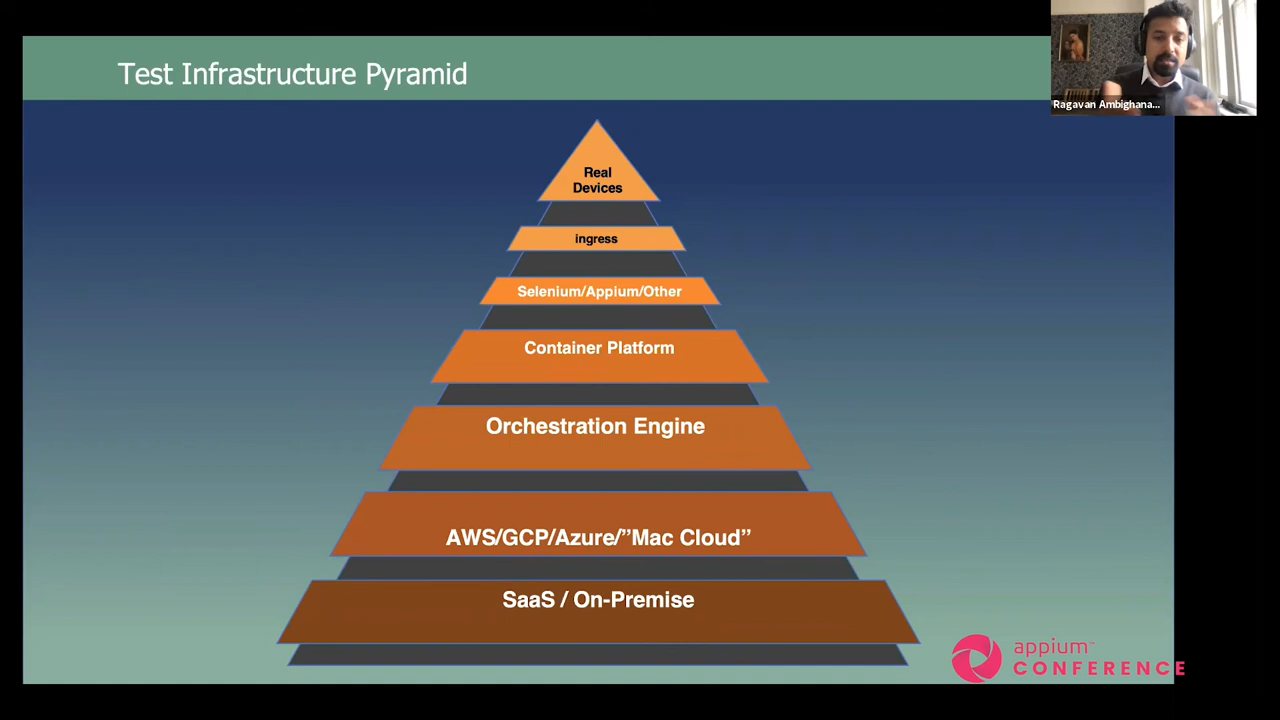 Test Infrastructure Pyramid
Ragavan Ambighana...
Real
Devices
ingress
Selenium/Appium/Other
Container Platform
Orchestration Engine
AWS/GCP/Azure/”Mac Cloud”
SaaS / On-Premise
appium™
CONFERENCE